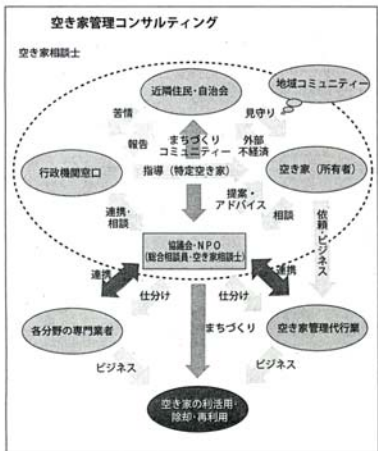 空き家管理コンサルティング
空き家相談士
近隣住民・自治会
地域コミュニティー
苦情
見守り
報告
まちづくり
コミュニティー
外部
不経済
行政機関窓口
指導（特定空き家）
空き家（所有者）
連携・
相談
提案・
アドバイス
相談
依頼・ビジネス
協議会・NPO
（総合相談員・空き家相談士）
連携
仕分け
仕分け
連携
各分野の専門業者
まちづくり
空き家管理代行業
ビジネス
ビジネス
空き家の利活用・
除却・再利用